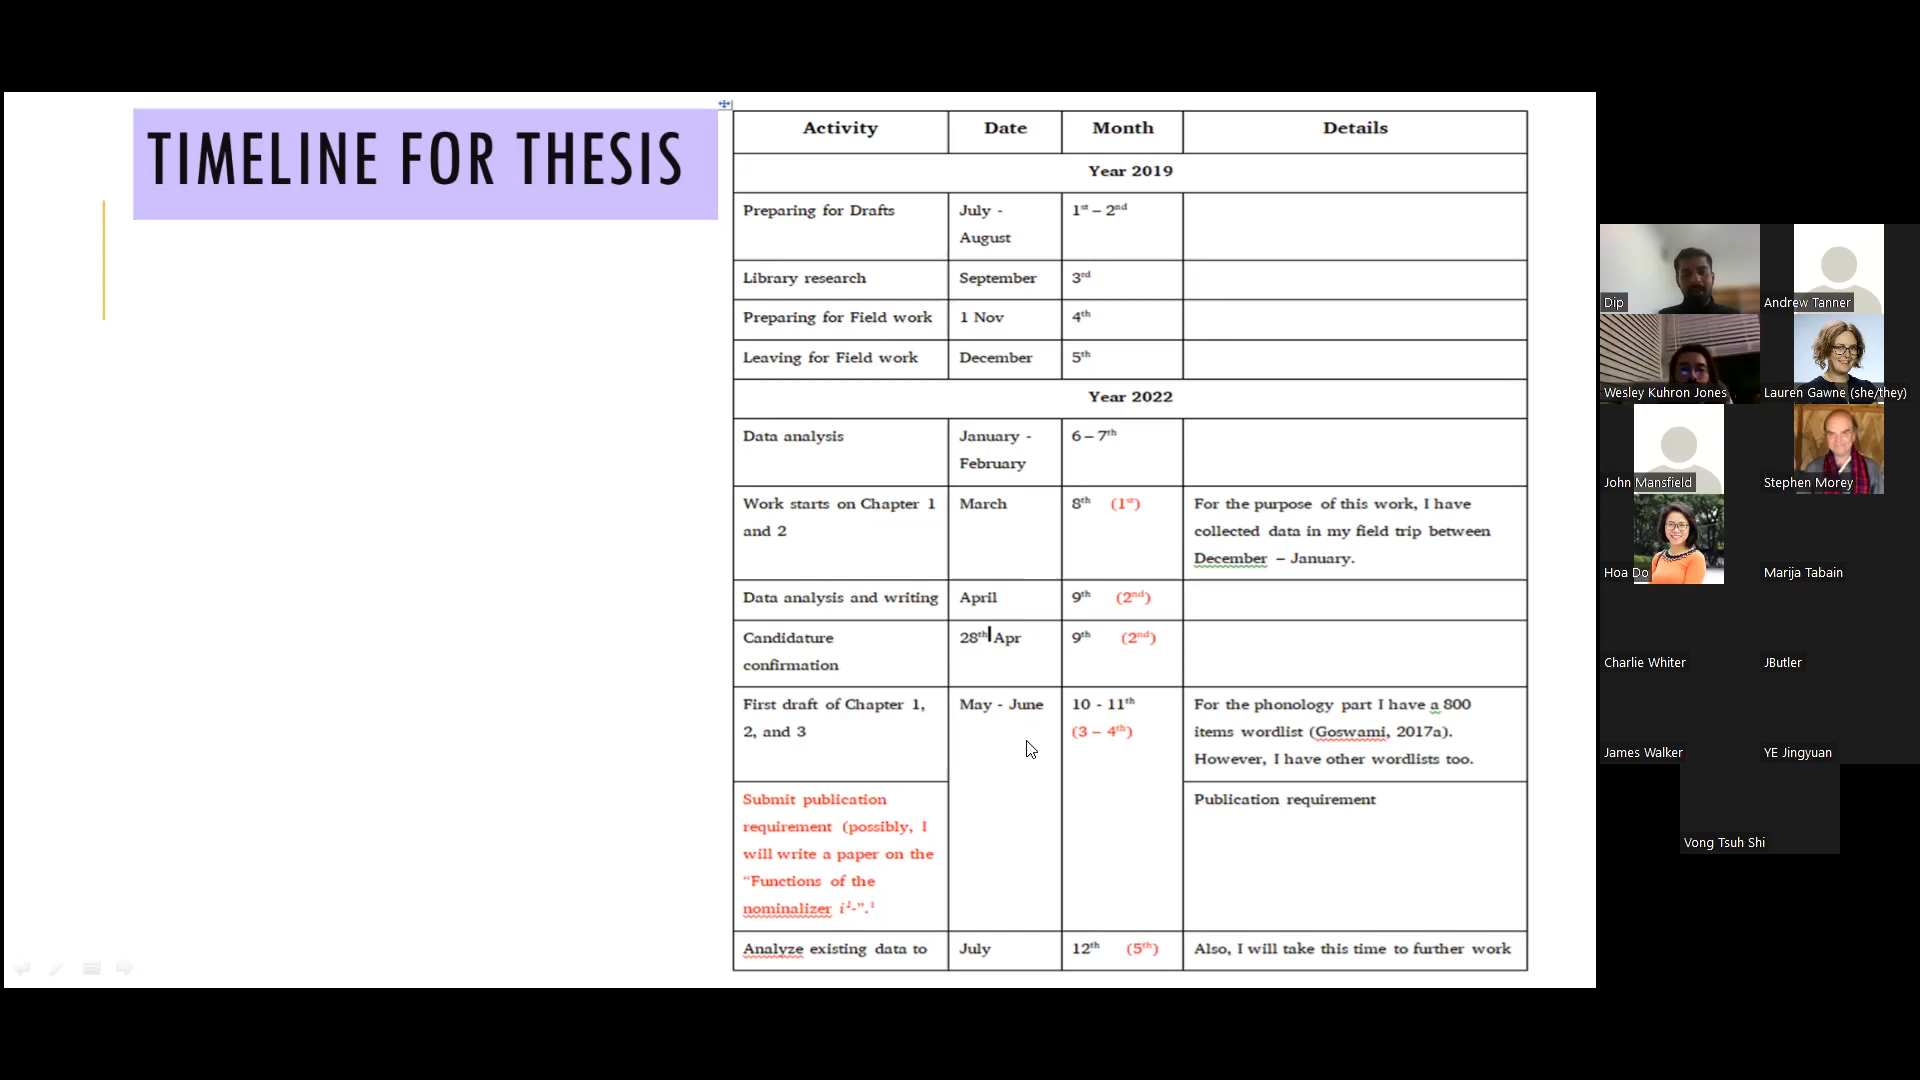 TIMELINE FOR THESIS
Activity Date Month Details
Year 2019
Preparing for Drafts July - August 1st – 2nd
Library research September 3rd
Preparing for Field work 1 Nov 4th
Leaving for Field work December 5th
Year 2022
Data analysis January - February 6 – 7th
Work starts on Chapter 1
and 2
March
8th (1st)
For the purpose of this work, I have
collected data in my field trip between
December – January.
Data analysis and writing April 9th (2nd)
Candidature
confirmation
28th Apr
9th (2nd)
First draft of Chapter 1,
2, and 3
May - June
10 - 11th
(3 – 4th)
For the phonology part I have a 800
items wordlist (Goswami, 2017a).
However, I have other wordlists too.
Submit publication
requirement (possibly, I
will write a paper on the
“Functions of the
nominalizer i²-”.¹
Publication requirement
Analyze existing data to July 12th (5th) Also, I will take this time to further work
Dip
Andrew Tanner
Wesley Kuhron Jones
Lauren Gawne (she/they)
John Mansfield
Stephen Morey
Hoa Do
Marija Tabain
Charlie Whiter
JButler
James Walker
YE Jingyuan
Vong Tsuh Shi